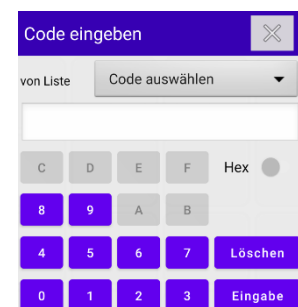 Code eingeben
von Liste Code auswählen
C D E F Hex
8 9 A B
4 5 6 7 Löschen
0 1 2 3 Eingabe